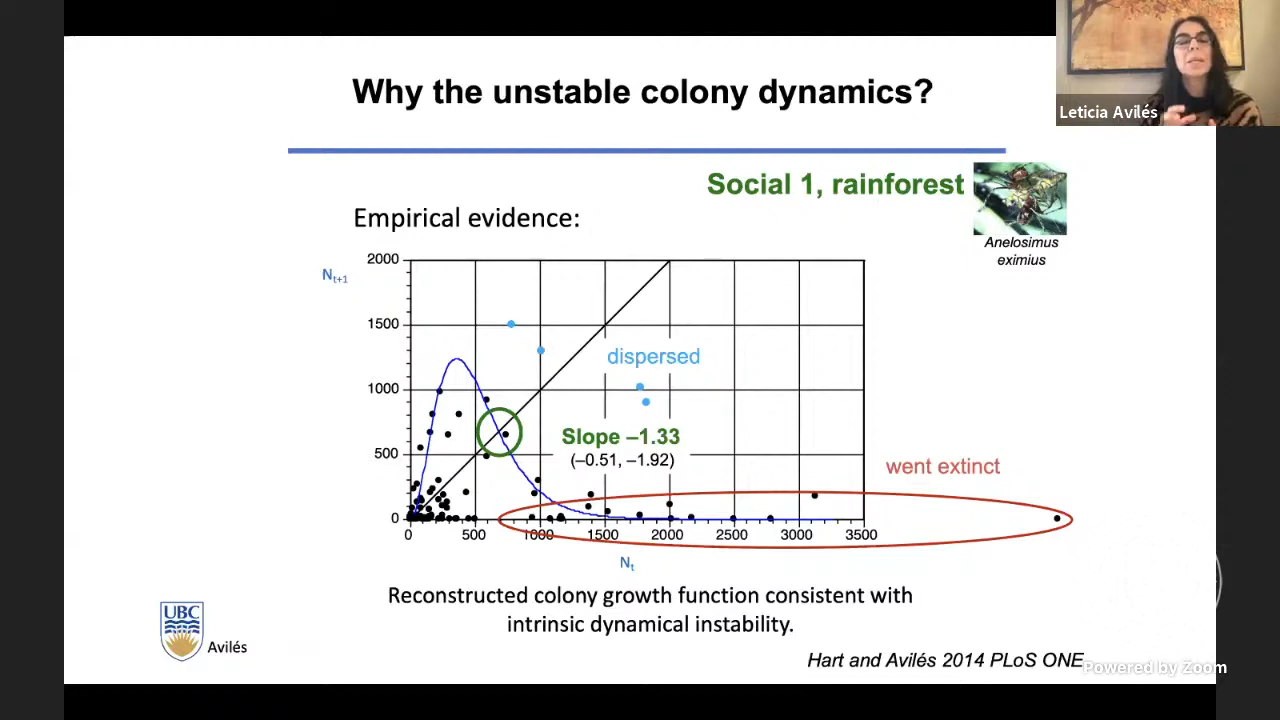 Why the unstable colony dynamics?
Leticia Avilés
Social 1, rainforest
Empirical evidence:
Anelosimus
eximius
Nt+1
2000
1500
1000
500
0
dispersed
Slope –1.33
(–0.51, –1.92)
went extinct
0 500 1000 1500 2000 2500 3000 3500
Nt
Reconstructed colony growth function consistent with
intrinsic dynamical instability.
UBC
Avilés
Hart and Avilés 2014 PLoS ONE
Powered by Zoom